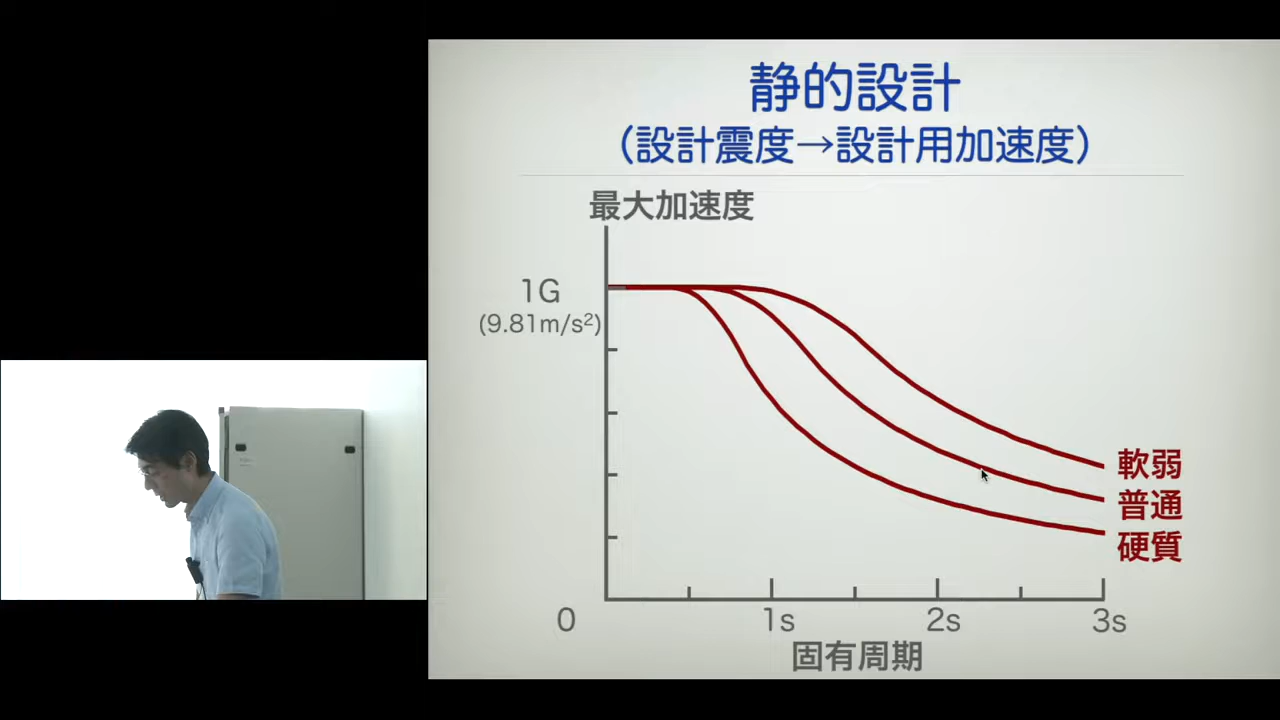 静的設計
（設計震度→設計用加速度）
最大加速度
1G
(9.81m/s²)
軟弱
普通
硬質
0
1s
2s
3s
固有周期